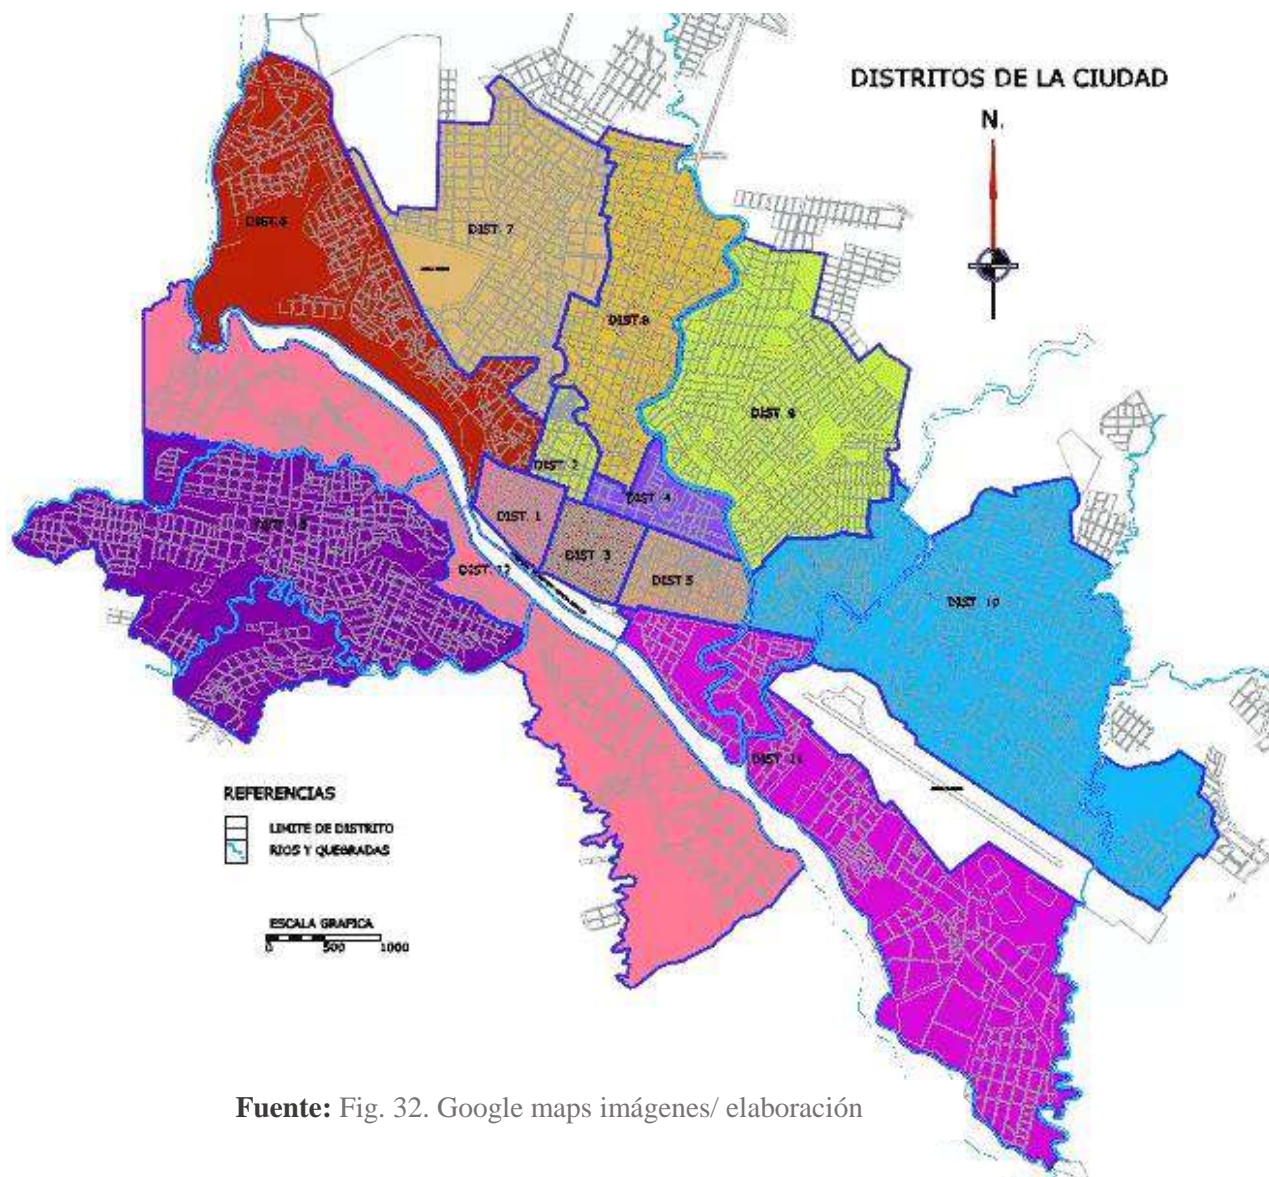 DISTRITOS DE LA CIUDAD
N.
DIST.6
DIST. 7
DIST.8
DIST. 9
DIST. 2
DIST. 4
DIST. 1
DIST. 3
DIST 5
DIST. 12
DIST. 10
DIST. 11
REFERENCIAS
LIMITE DE DISTRITO
RIOS Y QUEBRADAS
ESCALA GRAFICA
0 500 1000
Fuente: Fig. 32. Google maps imágenes/ elaboración